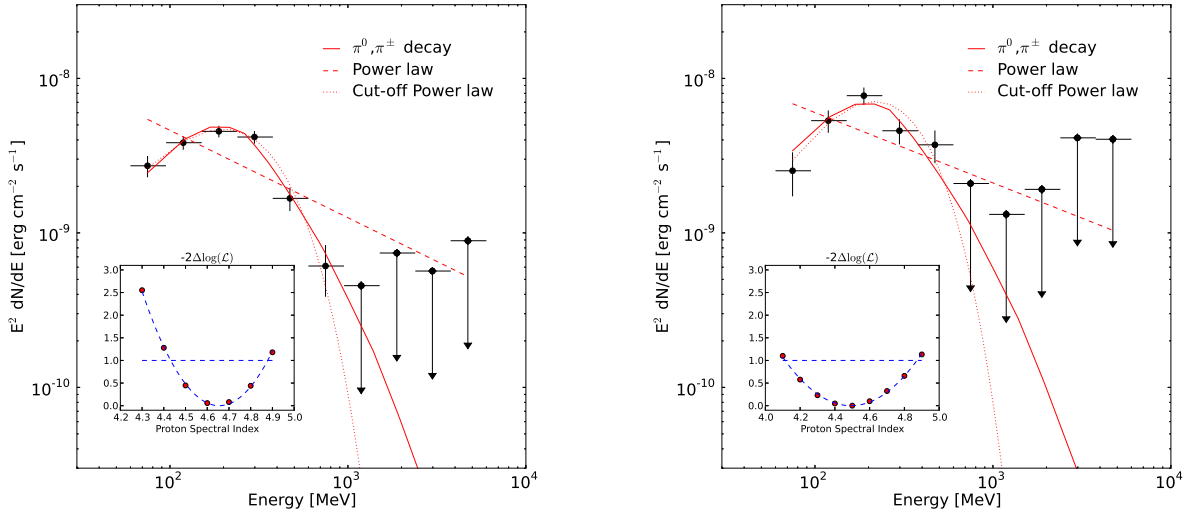 π⁰,π± decay
Power law
Cut-off Power law
10⁻⁸
10⁻⁹
10⁻¹⁰
E² dN/dE [erg cm⁻² s⁻¹]
-2Δlog(ℒ)
3.0
2.5
2.0
1.5
1.0
0.5
0.0
4.2 4.3 4.4 4.5 4.6 4.7 4.8 4.9 5.0
Proton Spectral Index
10² 10³ 10⁴
Energy [MeV]
π⁰,π± decay
Power law
Cut-off Power law
10⁻⁸
10⁻⁹
10⁻¹⁰
E² dN/dE [erg cm⁻² s⁻¹]
-2Δlog(ℒ)
3.0
2.5
2.0
1.5
1.0
0.5
0.0
4.0 4.2 4.4 4.6 4.8 5.0
Proton Spectral Index
10² 10³ 10⁴
Energy [MeV]